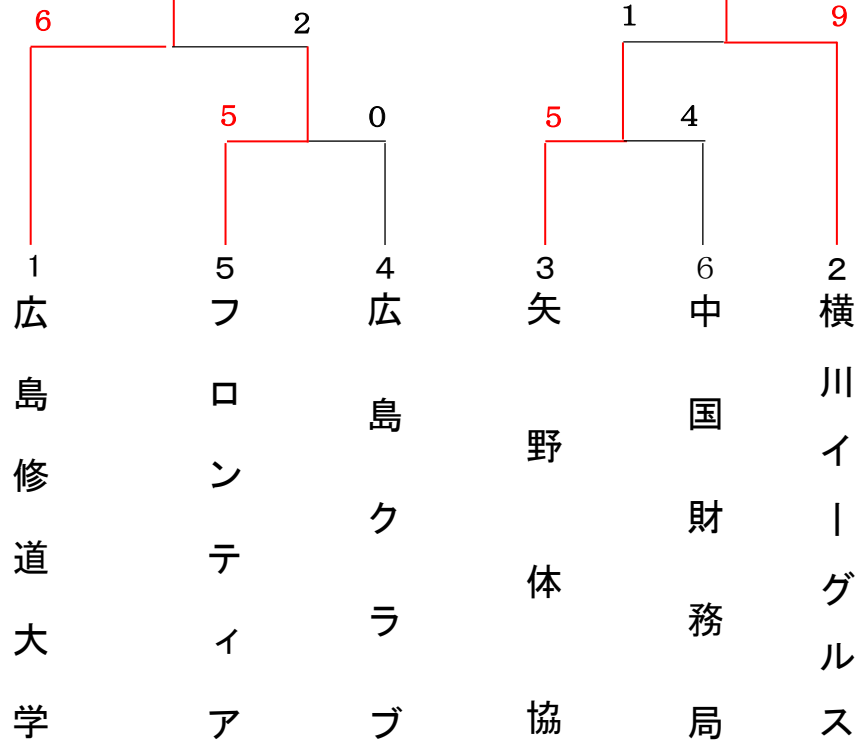 6 2 1 9
5 0 5 4
1 5 4 3 6 2
広島修道大学
フロンティア
広島クラブ
矢野体協
中国財務局
横川イーグルス